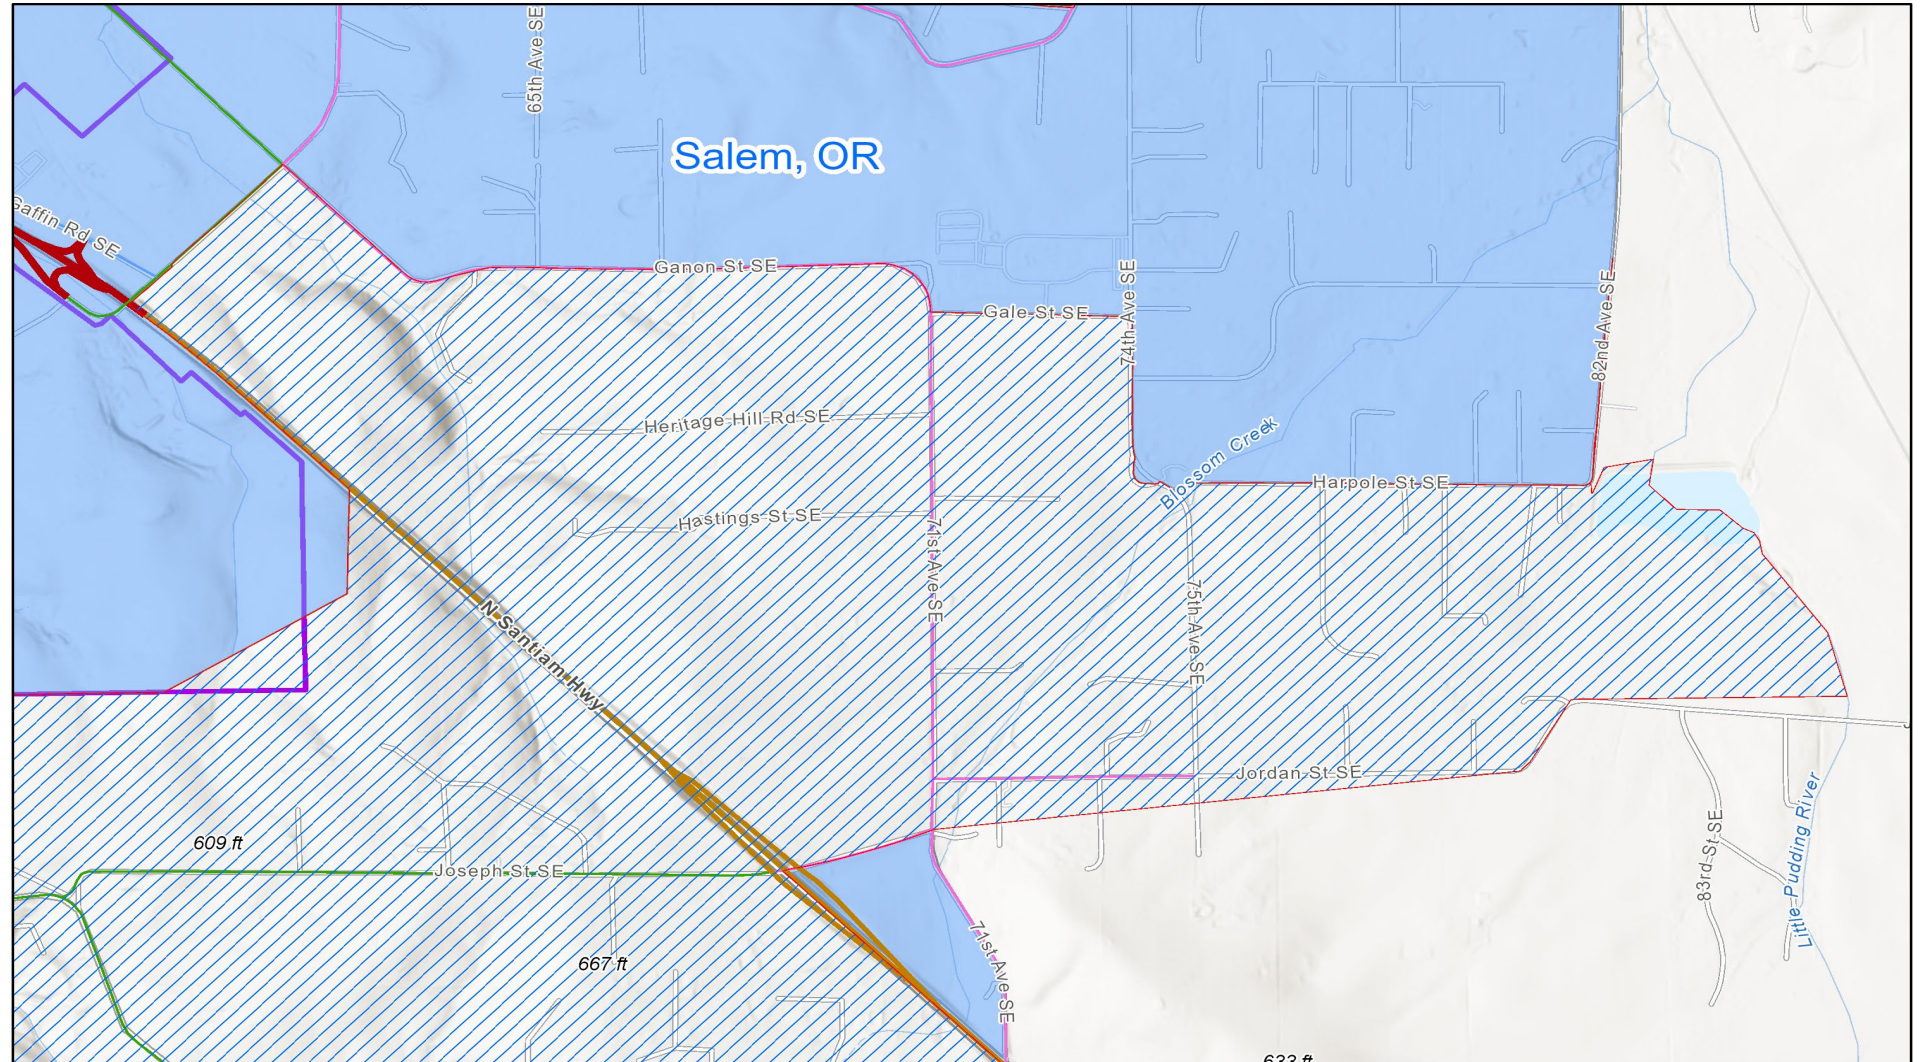 65th Ave SE
Salem, OR
Gaffin Rd SE
Ganon St SE
Gale St SE
74th Ave SE
82nd Ave SE
Heritage Hill Rd SE
Blossom Creek
Harpole St SE
Hastings St SE
71st Ave SE
75th Ave SE
N Santiam Hwy
Jordan St SE
609 ft
Joseph St SE
83rd St SE
Little Pudding River
667 ft
71st Ave SE
633 ft